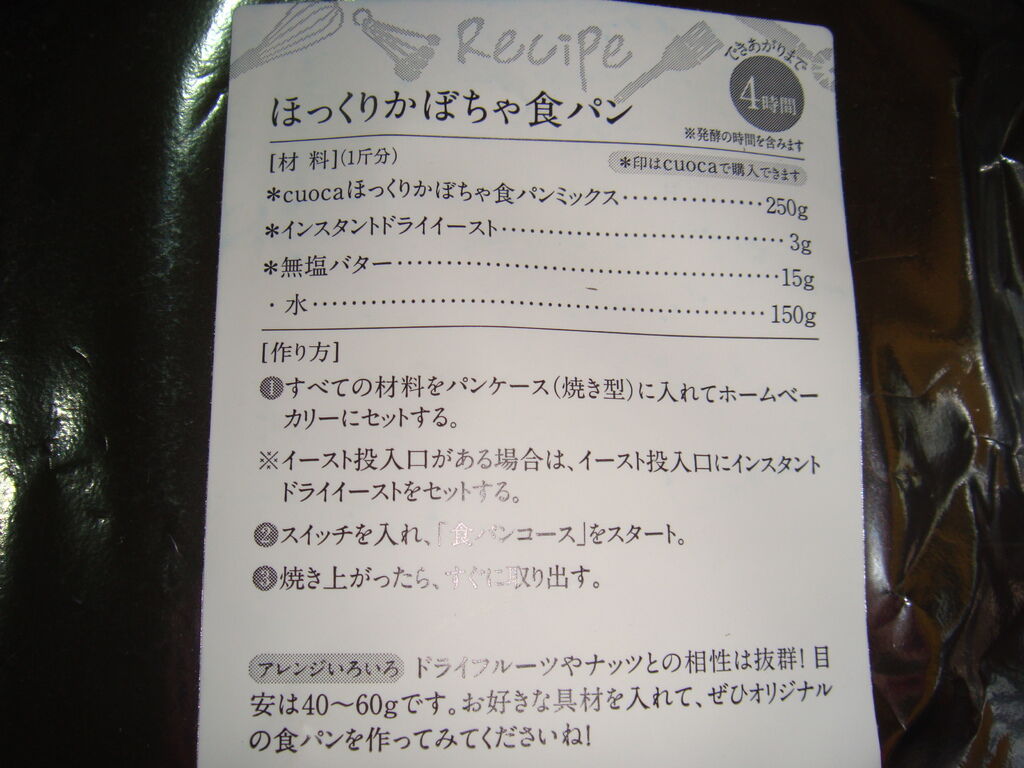 Recipe
できあがりまで
4時間
ほっくりかぼちゃ食パン
※発酵の時間を含みます
[材 料](1斤分)
*印はcuocaで購入できます
*cuocaほっくりかぼちゃ食パンミックス……………250g
*インスタントドライイースト……………………………3g
*無塩バター………………………………………15g
・水………………………………………………150g
[作り方]
❶すべての材料をパンケース(焼き型)に入れてホームベー
カリーにセットする。
※イースト投入口がある場合は、イースト投入口にインスタント
ドライイーストをセットする。
❷スイッチを入れ、「食パンコース」をスタート。
❸焼き上がったら、すぐに取り出す。
アレンジいろいろ ドライフルーツやナッツとの相性は抜群!目
安は40〜60gです。お好きな具材を入れて、ぜひオリジナル
の食パンを作ってみてくださいね!